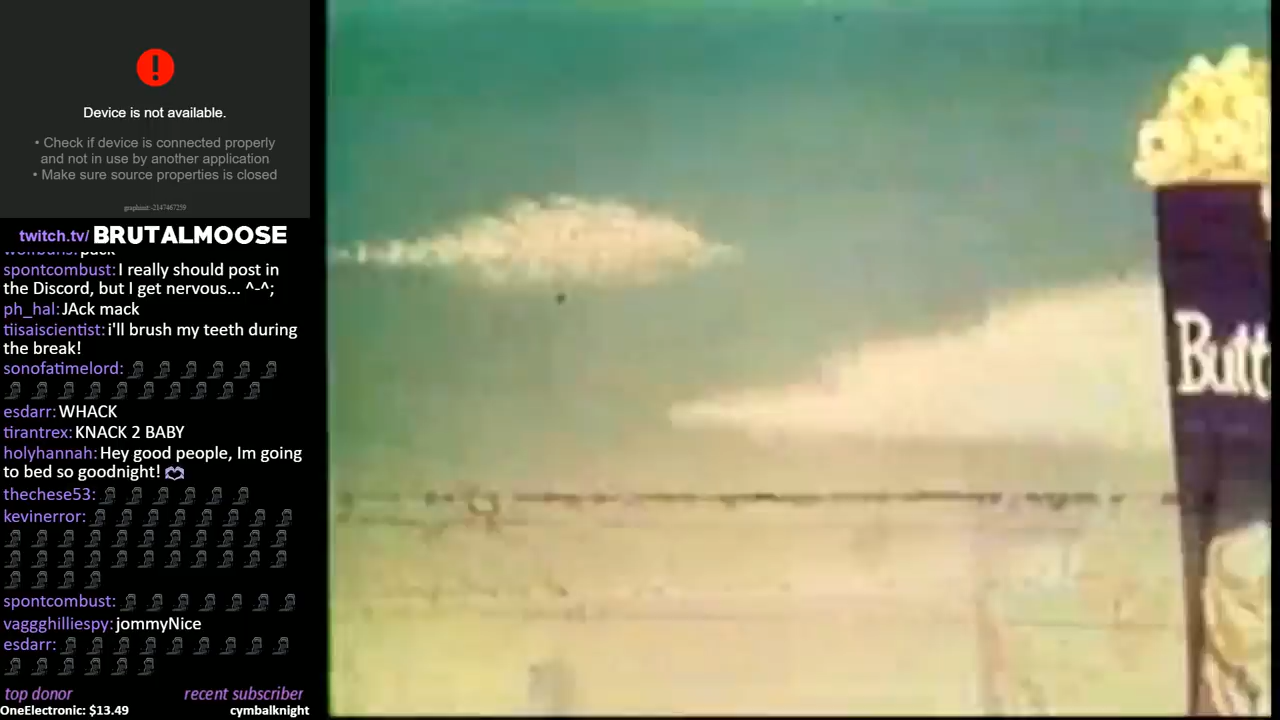 Device is not available.
• Check if device is connected properly
and not in use by another application
• Make sure source properties is closed
graphinit -2147467259
twitch.tv/ BRUTALMOOSE
pack
spontcombust: I really should post in
the Discord, but I get nervous... ^-^;
ph_hal: JAck mack
tiisaiscientist: i'll brush my teeth during
the break!
sonofatimelord:
esdarr: WHACK
tirantrex: KNACK 2 BABY
holyhannah: Hey good people, Im going
to bed so goodnight!
thechese53:
kevinerror:
spontcombust:
vaggghilliespy: jommyNice
esdarr:
top donor recent subscriber
OneElectronic: $13.49 cymbalknight
Butt